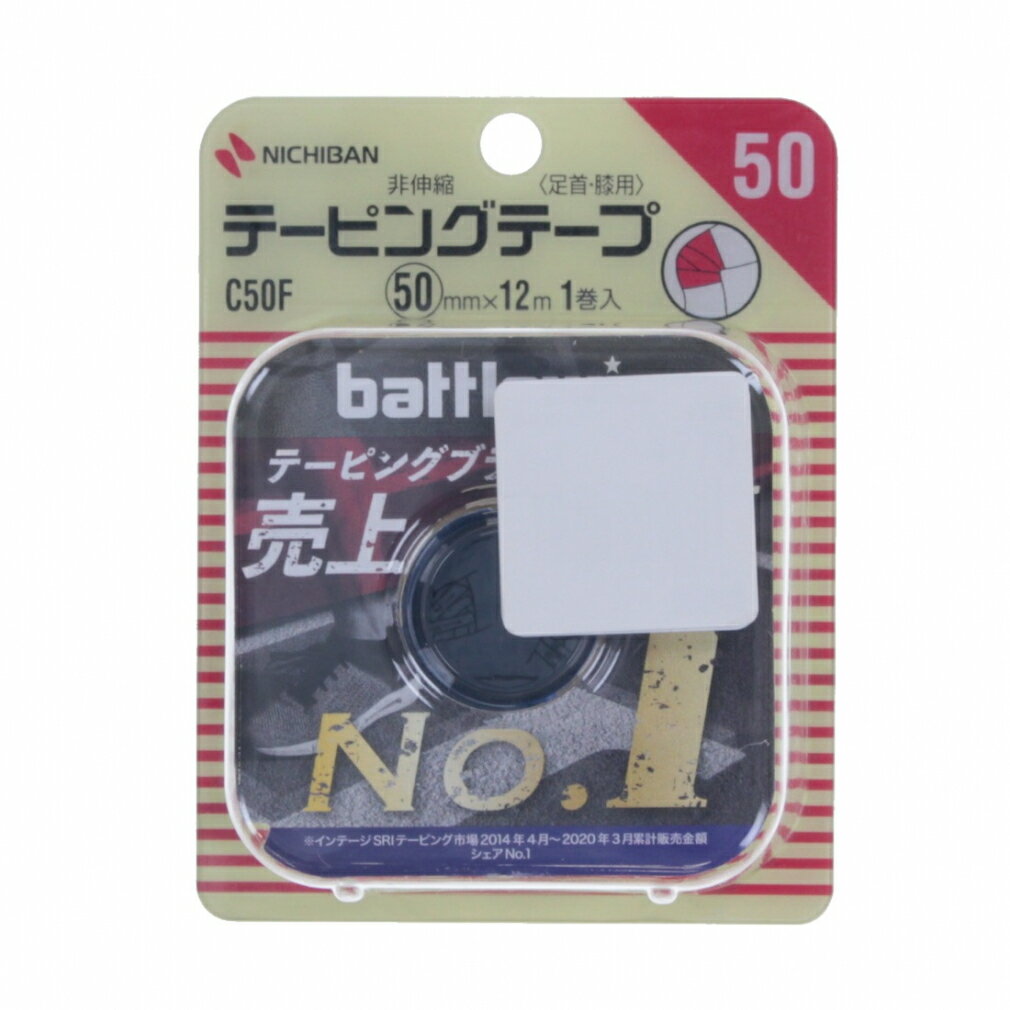 NICHIBAN
50
非伸縮 〈足首・膝用〉
テーピングテープ
C50F 50mm×12m 1巻入
battl
テーピングブ
売上
No.1
※インテージSRIテーピング市場2014年4月～2020年3月累計販売金額
シェアNo.1